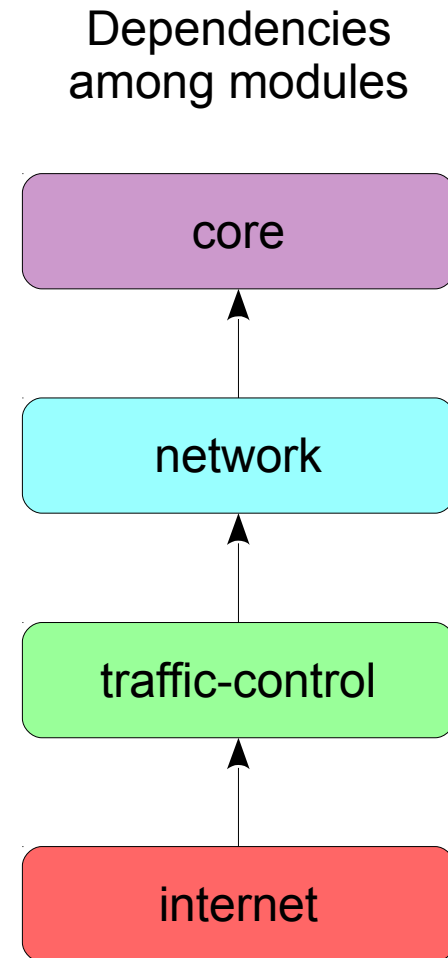 Dependencies
among modules
core
network
traffic-control
internet